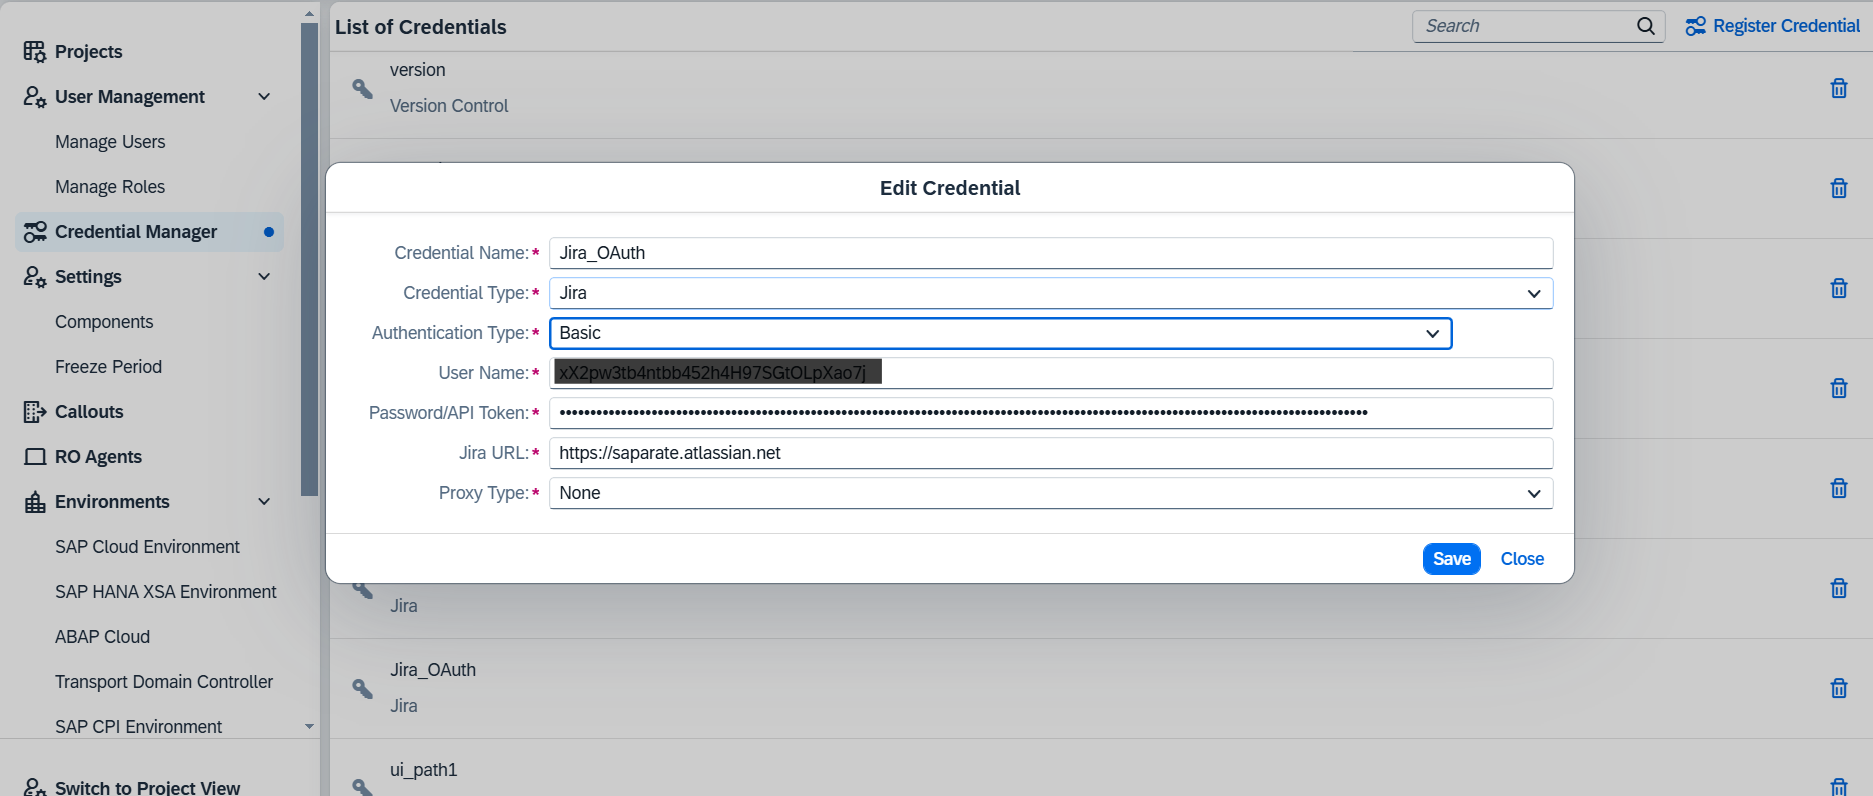 Projects
User Management
Manage Users
Manage Roles
Credential Manager
Settings
Components
Freeze Period
Callouts
RO Agents
Environments
SAP Cloud Environment
SAP HANA XSA Environment
ABAP Cloud
Transport Domain Controller
SAP CPI Environment
Switch to Project View
List of Credentials
Search
Register Credential
version
Version Control
Edit Credential
Credential Name:* Jira_OAuth
Credential Type:* Jira
Authentication Type:* Basic
User Name:*
Password/API Token:*
Jira URL:* https://saparate.atlassian.net
Proxy Type:* None
Save Close
Jira
Jira_OAuth
Jira
ui_path1